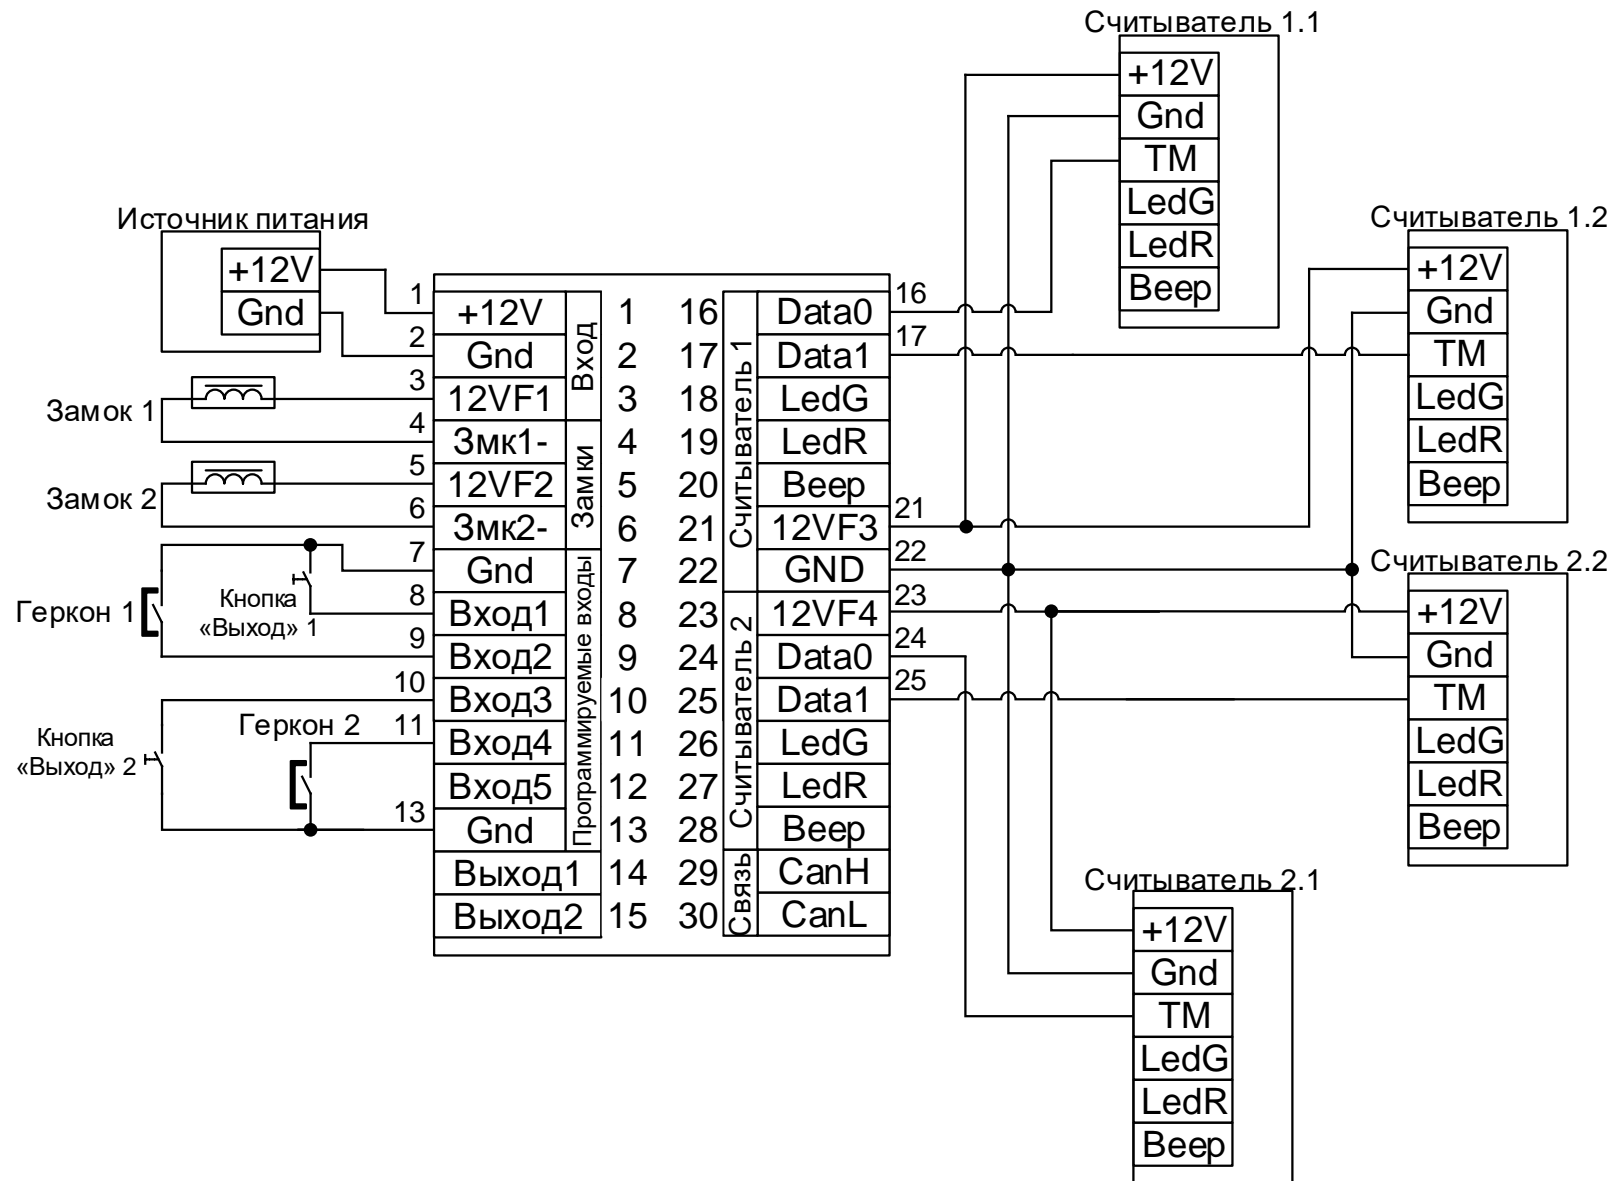 Считыватель 1.1
+12V
Gnd
TM
LedG
LedR
Beep
Считыватель 1.2
+12V
Gnd
TM
LedG
LedR
Beep
Источник питания
+12V
Gnd
Замок 1
Замок 2
Геркон 1
Кнопка
«Выход» 1
Кнопка
«Выход» 2
Геркон 2
1
2
3
4
5
6
7
8
9
10
11
13
+12V
Gnd
12VF1
Змк1-
12VF2
Змк2-
Gnd
Вход1
Вход2
Вход3
Вход4
Вход5
Gnd
Выход1
Выход2
Вход
Замки
Программируемые входы
1
2
3
4
5
6
7
8
9
10
11
12
13
14
15
16
17
18
19
20
21
22
23
24
25
26
27
28
29
30
Считыватель 1
Считыватель 2
Связь
Data0
Data1
LedG
LedR
Beep
12VF3
GND
12VF4
Data0
Data1
LedG
LedR
Beep
CanH
CanL
16
17
21
22
23
24
25
Считыватель 2.2
+12V
Gnd
TM
LedG
LedR
Beep
Считыватель 2.1
+12V
Gnd
TM
LedG
LedR
Beep